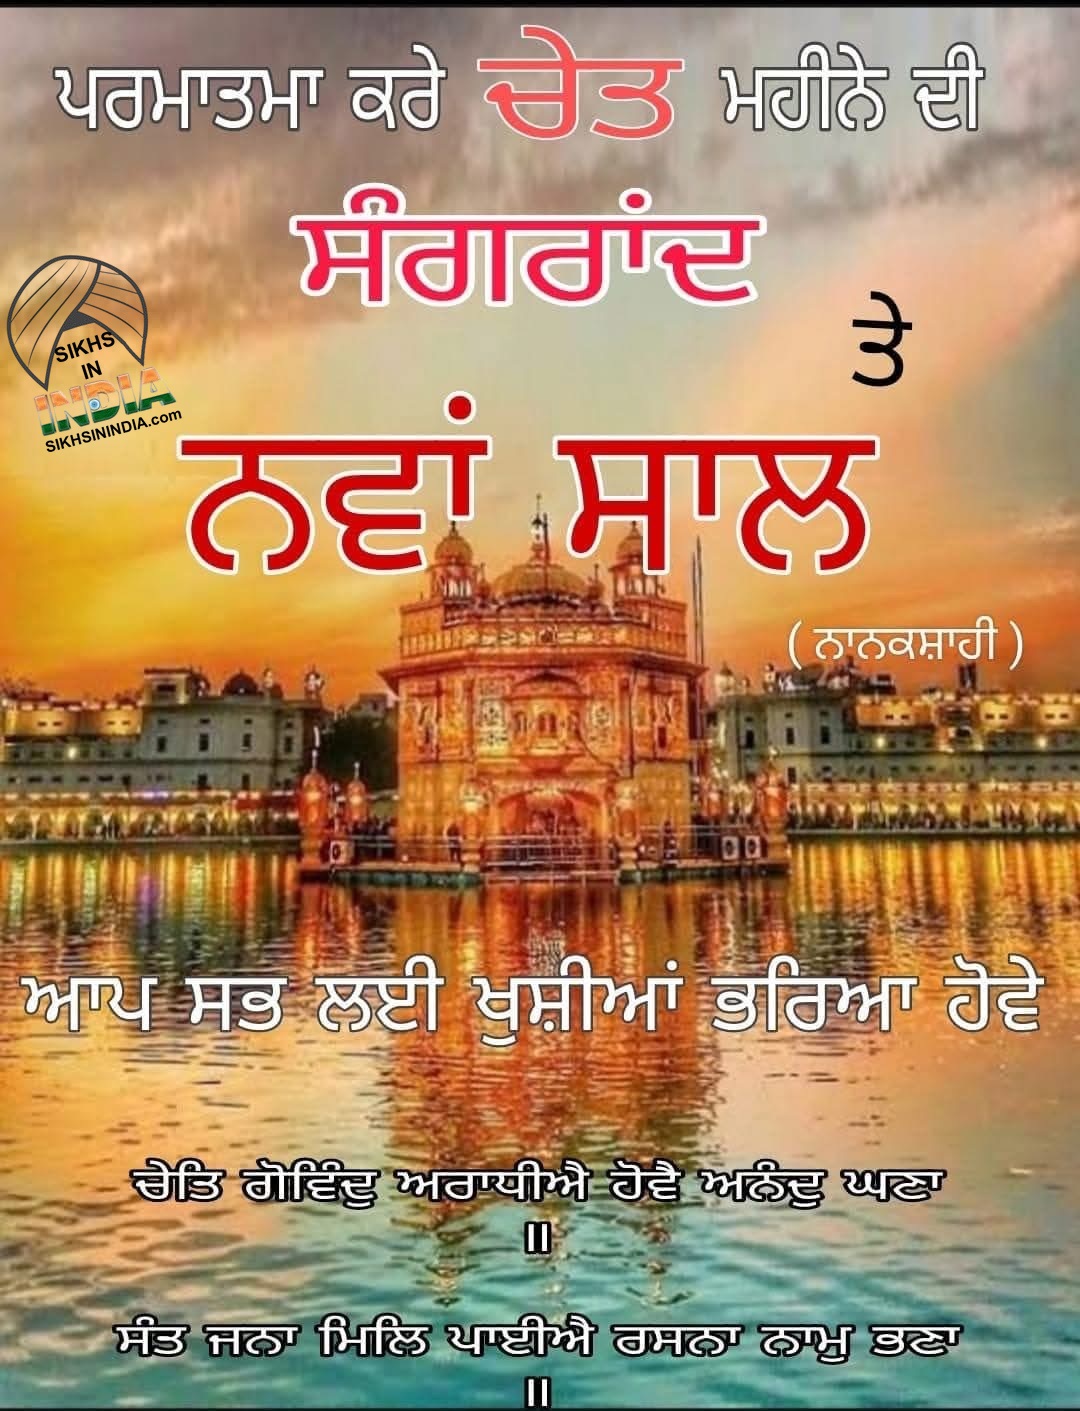 ਪਰਮਾਤਮਾ ਕਰੇ ਚੇਤ ਮਹੀਨੇ ਦੀ
ਸੰਗਰਾਂਦ
ਤੇ
SIKHS
IN
INDIA
SIKHSININDIA.com
ਨਵਾਂ ਸਾਲ
( ਨਾਨਕਸ਼ਾਹੀ )
ਆਪ ਸਭ ਲਈ ਖੁਸ਼ੀਆਂ ਭਰਿਆ ਹੋਵੇ
ਚੇਤਿ ਗੋਵਿੰਦੁ ਅਰਾਧੀਐ ਹੋਵੈ ਅਨੰਦੁ ਘਣਾ
॥
ਸੰਤ ਜਨਾ ਮਿਲਿ ਪਾਈਐ ਰਸਨਾ ਨਾਮੁ ਭਣਾ
॥